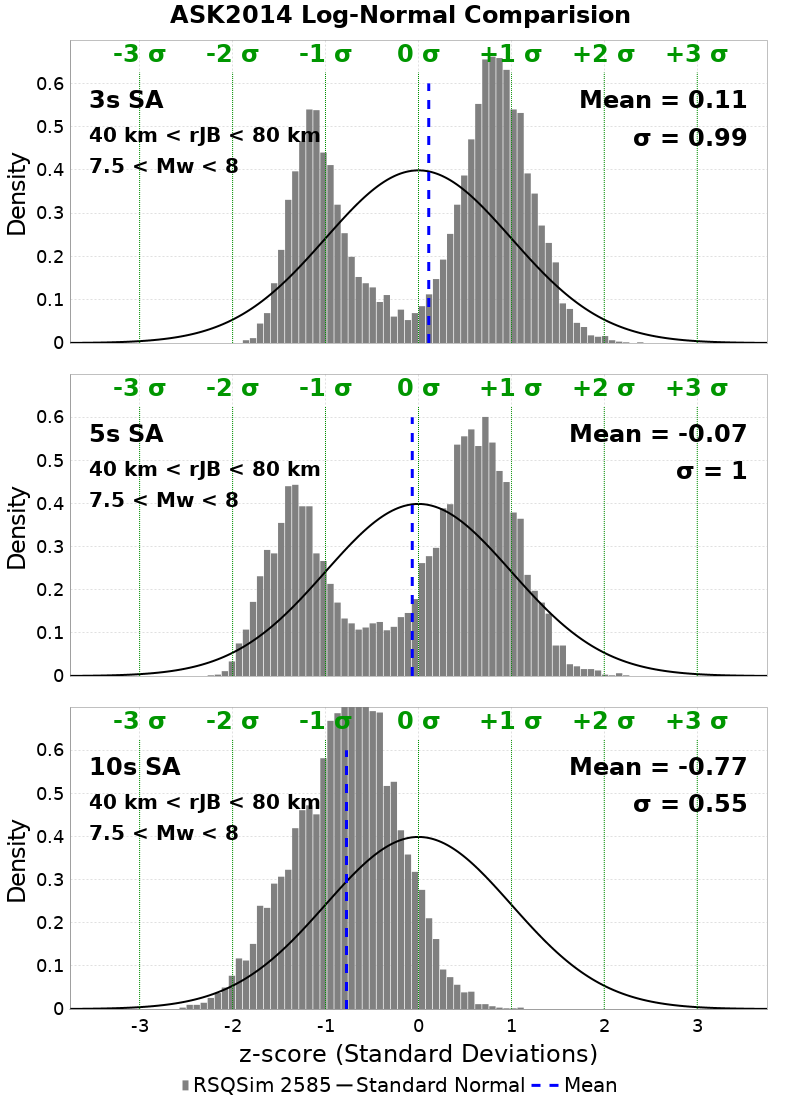 ASK2014 Log-Normal Comparision
-3 σ -2 σ -1 σ 0 σ +1 σ +2 σ +3 σ
3s SA
40 km < rJB < 80 km
7.5 < Mw < 8
Mean = 0.11
σ = 0.99
Density
0.6
0.5
0.4
0.3
0.2
0.1
0
-3 σ -2 σ -1 σ 0 σ +1 σ +2 σ +3 σ
5s SA
40 km < rJB < 80 km
7.5 < Mw < 8
Mean = -0.07
σ = 1
Density
0.6
0.5
0.4
0.3
0.2
0.1
0
-3 σ -2 σ -1 σ 0 σ +1 σ +2 σ +3 σ
10s SA
40 km < rJB < 80 km
7.5 < Mw < 8
Mean = -0.77
σ = 0.55
Density
0.6
0.5
0.4
0.3
0.2
0.1
0
-3 -2 -1 0 1 2 3
z-score (Standard Deviations)
RSQSim 2585 Standard Normal Mean